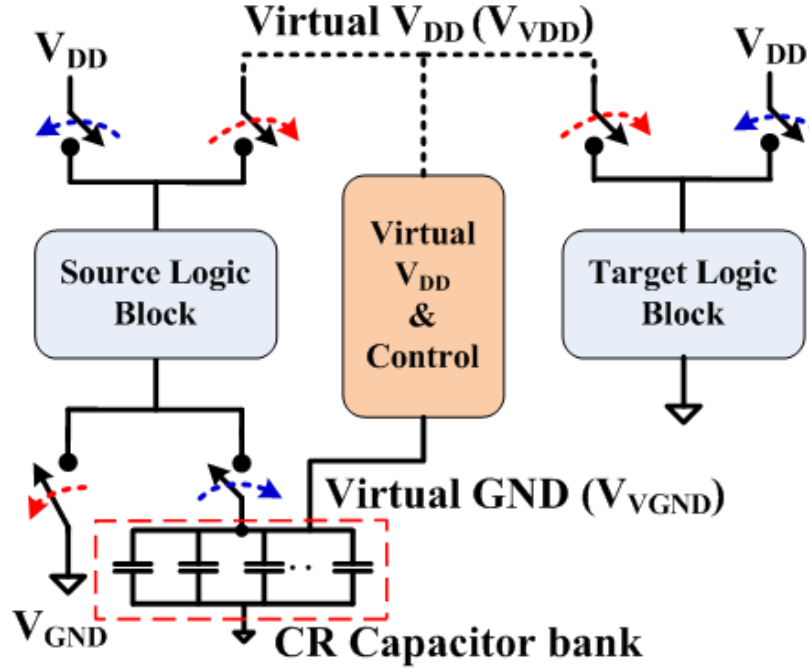 Virtual VDD (VVDD)
VDD
VDD
Source Logic
Block
Virtual
VDD
&
Control
Target Logic
Block
Virtual GND (VVGND)
VGND
CR Capacitor bank